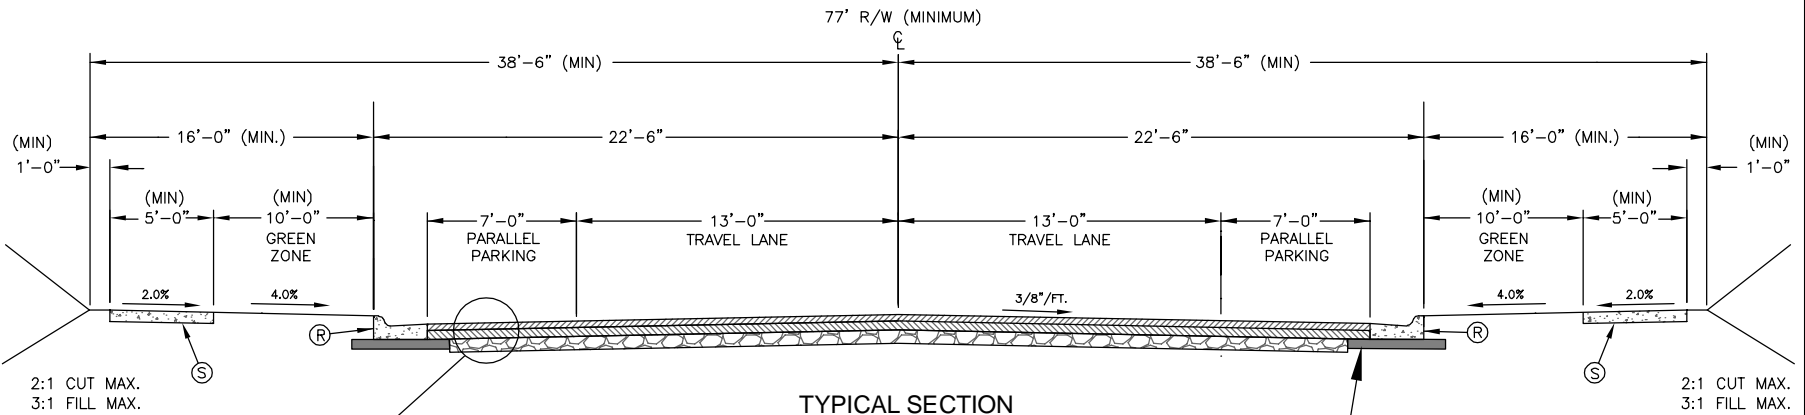 77' R/W (MINIMUM)
℄
38'-6" (MIN)
38'-6" (MIN)
(MIN)
1'-0"
16'-0" (MIN.)
22'-6"
22'-6"
16'-0" (MIN.)
(MIN)
1'-0"
(MIN)
5'-0"
(MIN)
10'-0"
GREEN
ZONE
7'-0"
PARALLEL
PARKING
13'-0"
TRAVEL LANE
13'-0"
TRAVEL LANE
7'-0"
PARALLEL
PARKING
(MIN)
10'-0"
GREEN
ZONE
(MIN)
5'-0"
2.0%
4.0%
3/8"/FT.
4.0%
2.0%
R
R
S
S
2:1 CUT MAX.
3:1 FILL MAX.
TYPICAL SECTION
2:1 CUT MAX.
3:1 FILL MAX.